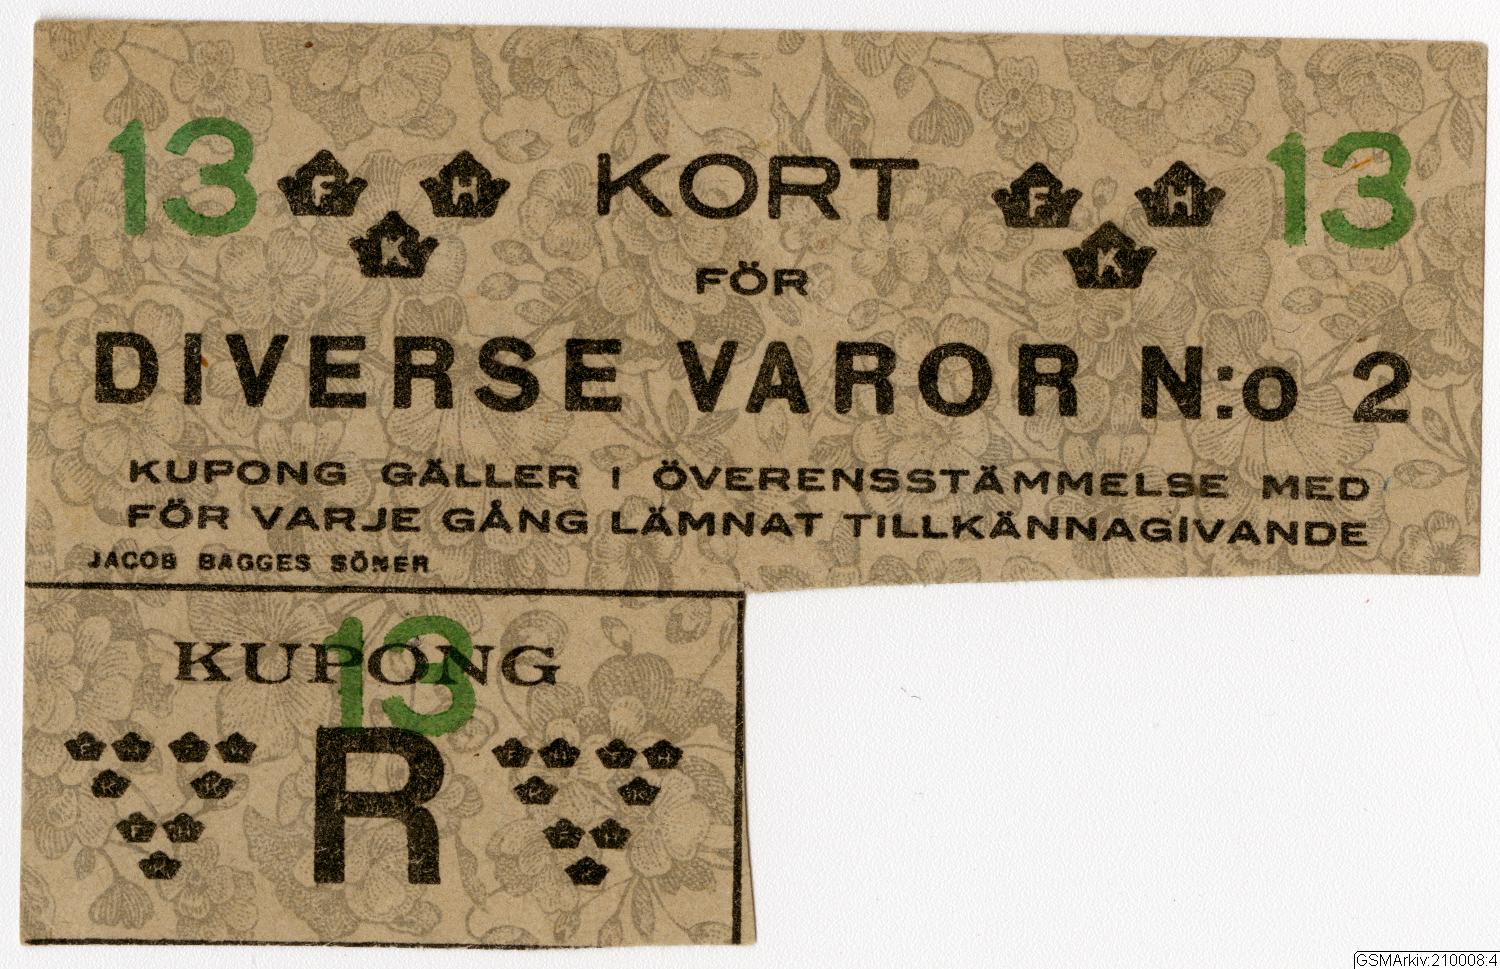 13 F H KORT F H 13
K K
FÖR
DIVERSE VAROR N:o 2
KUPONG GÄLLER I ÖVERENSSTÄMMELSE MED
FÖR VARJE GÅNG LÄMNAT TILLKÄNNAGIVANDE
JACOB BAGGES SÖNER
13
KUPONG
R
GSMArkiv:210008:4